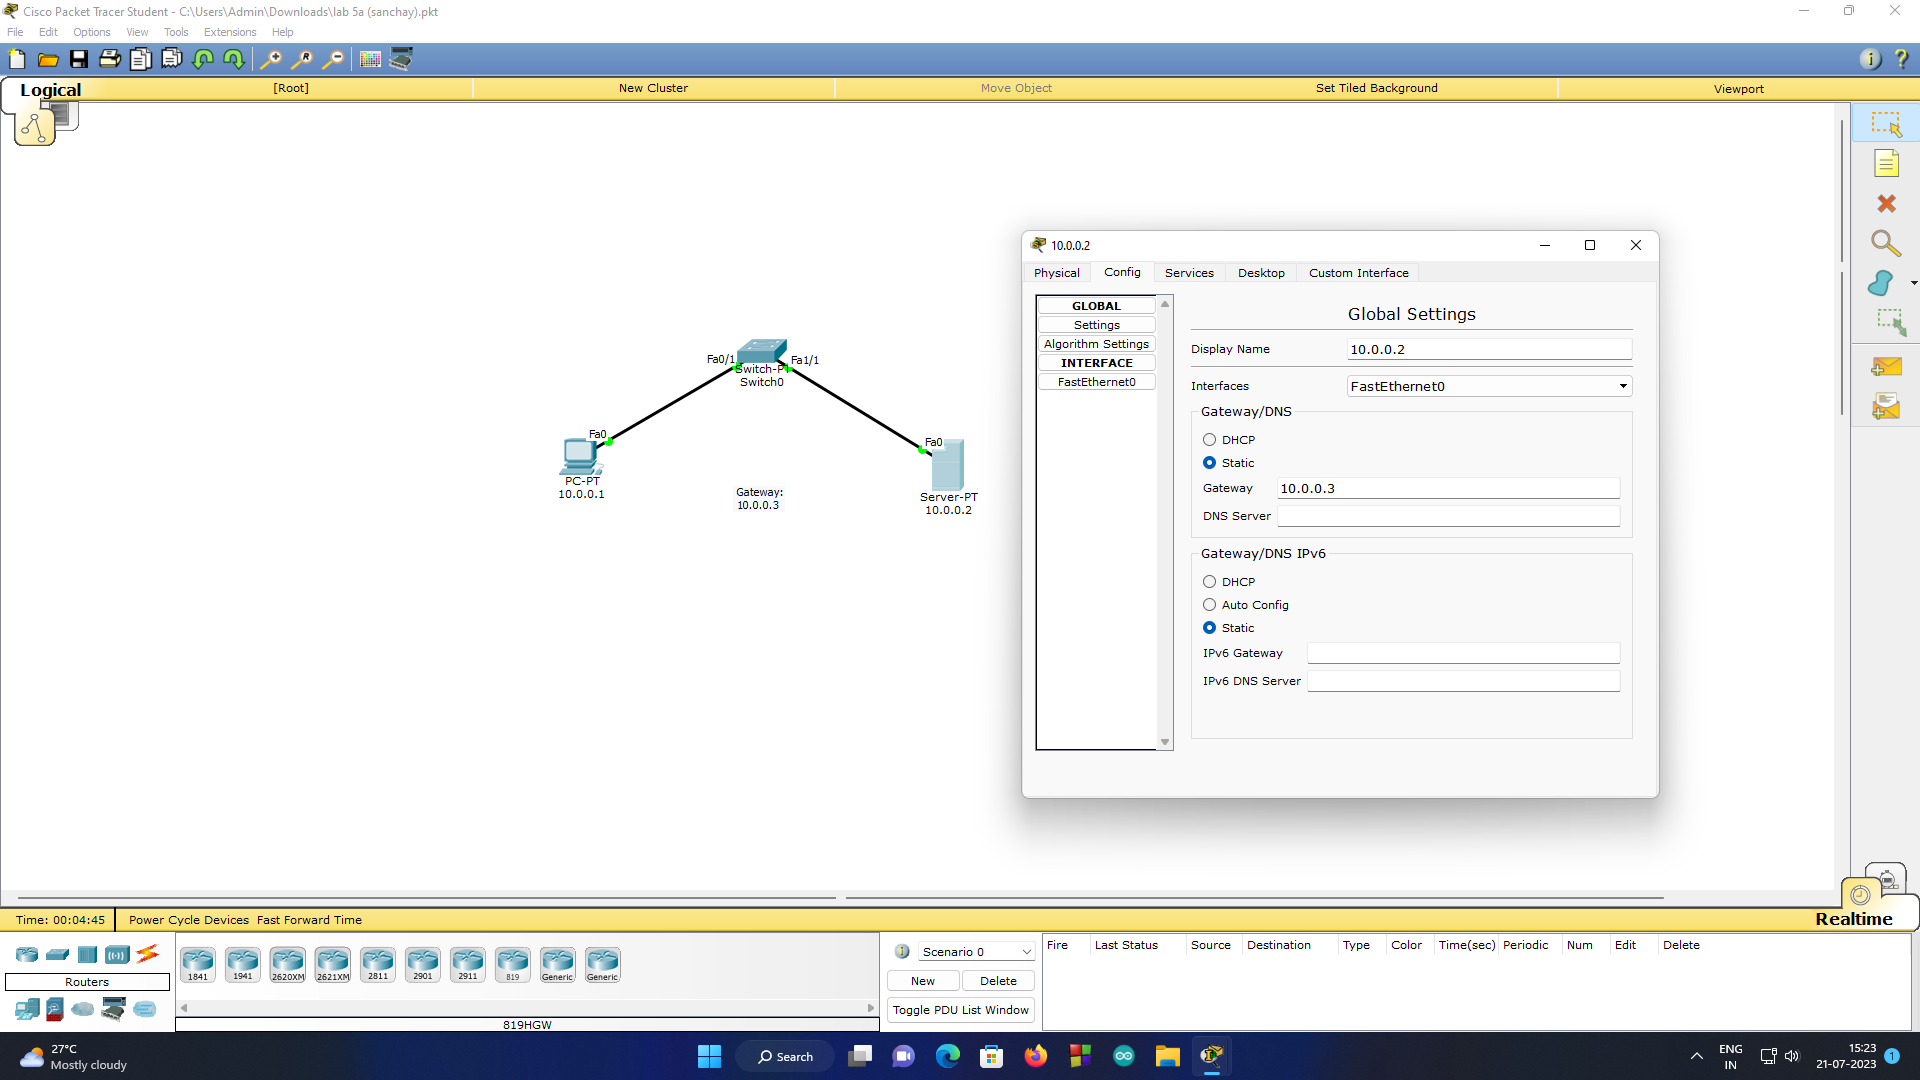 Cisco Packet Tracer Student - C:\Users\Admin\Downloads\lab 5a (sanchay).pkt
File Edit Options View Tools Extensions Help
Logical [Root] New Cluster Move Object Set Tiled Background Viewport
10.0.0.2
Physical Config Services Desktop Custom Interface
GLOBAL
Settings
Algorithm Settings
INTERFACE
FastEthernet0
Global Settings
Display Name 10.0.0.2
Interfaces FastEthernet0
Gateway/DNS
DHCP
Static
Gateway 10.0.0.3
DNS Server
Gateway/DNS IPv6
DHCP
Auto Config
Static
IPv6 Gateway
IPv6 DNS Server
Fa0/1 Fa1/1
Switch-PT
Switch0
Fa0
PC-PT
10.0.0.1
Gateway:
10.0.0.3
Fa0
Server-PT
10.0.0.2
Time: 00:04:45 Power Cycle Devices Fast Forward Time
Realtime
Routers
1841 1941 2620XM 2621XM 2811 2901 2911 819 Generic Generic
819HGW
Scenario 0
New Delete
Toggle PDU List Window
Fire Last Status Source Destination Type Color Time(sec) Periodic Num Edit Delete
27°C
Mostly cloudy
Search
ENG
IN
15:23
21-07-2023
1